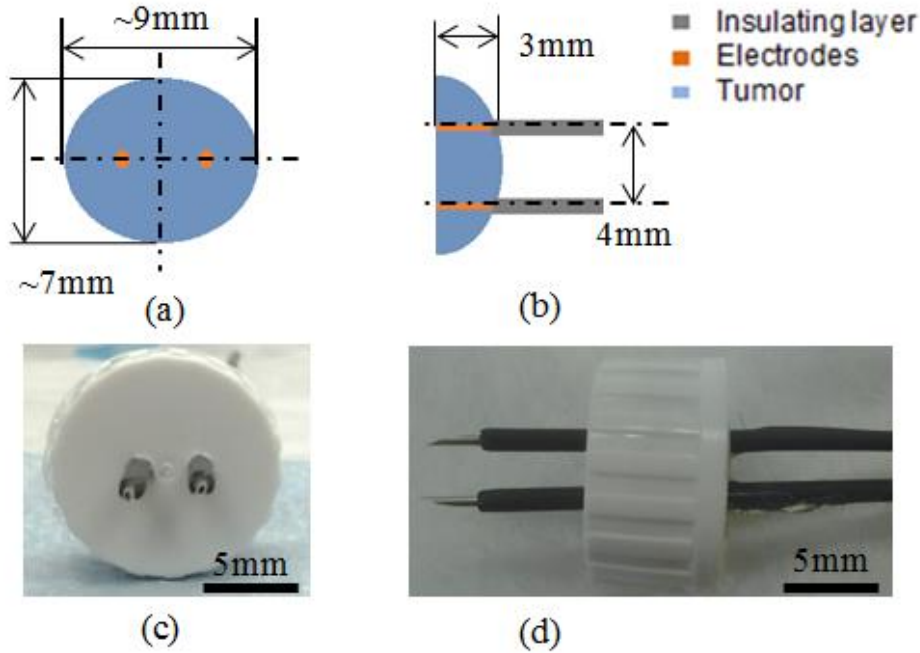 ~9mm
~7mm
(a)
3mm
4mm
(b)
Insulating layer
Electrodes
Tumor
5mm
(c)
5mm
(d)